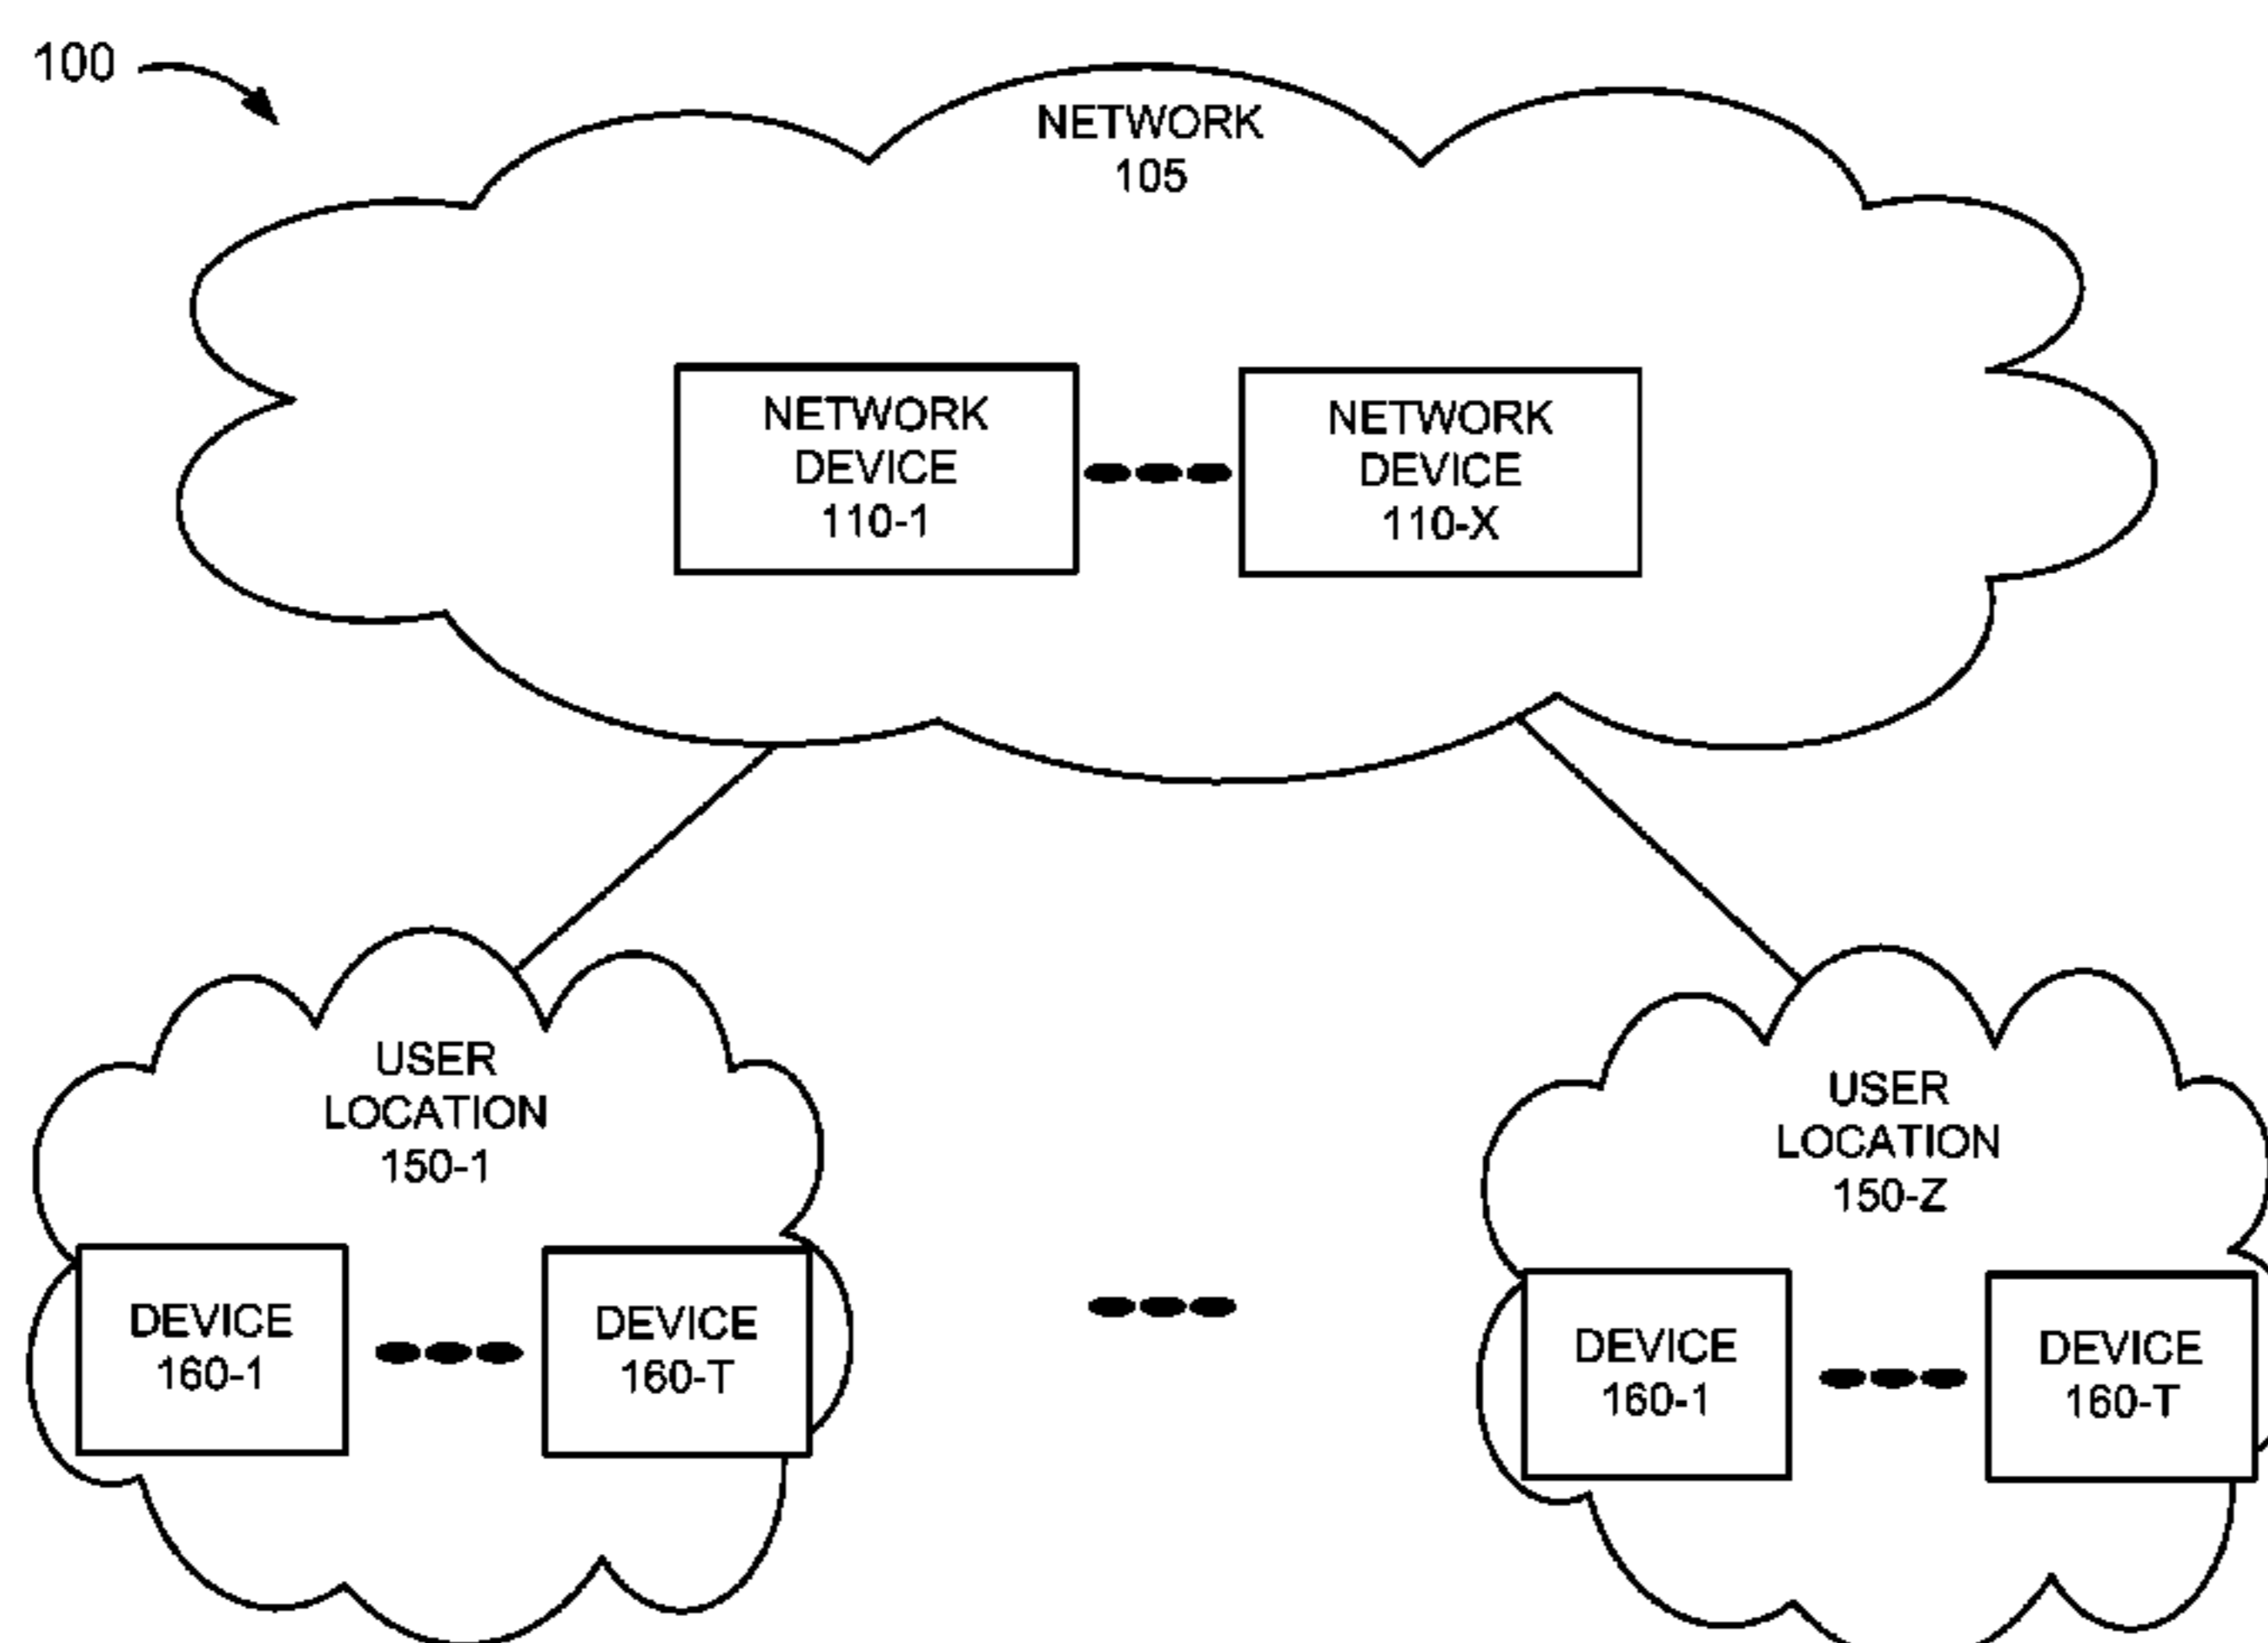 100
NETWORK
105
NETWORK
DEVICE
110-1
NETWORK
DEVICE
110-X
USER
LOCATION
150-1
DEVICE
160-1
DEVICE
160-T
USER
LOCATION
150-Z
DEVICE
160-1
DEVICE
160-T